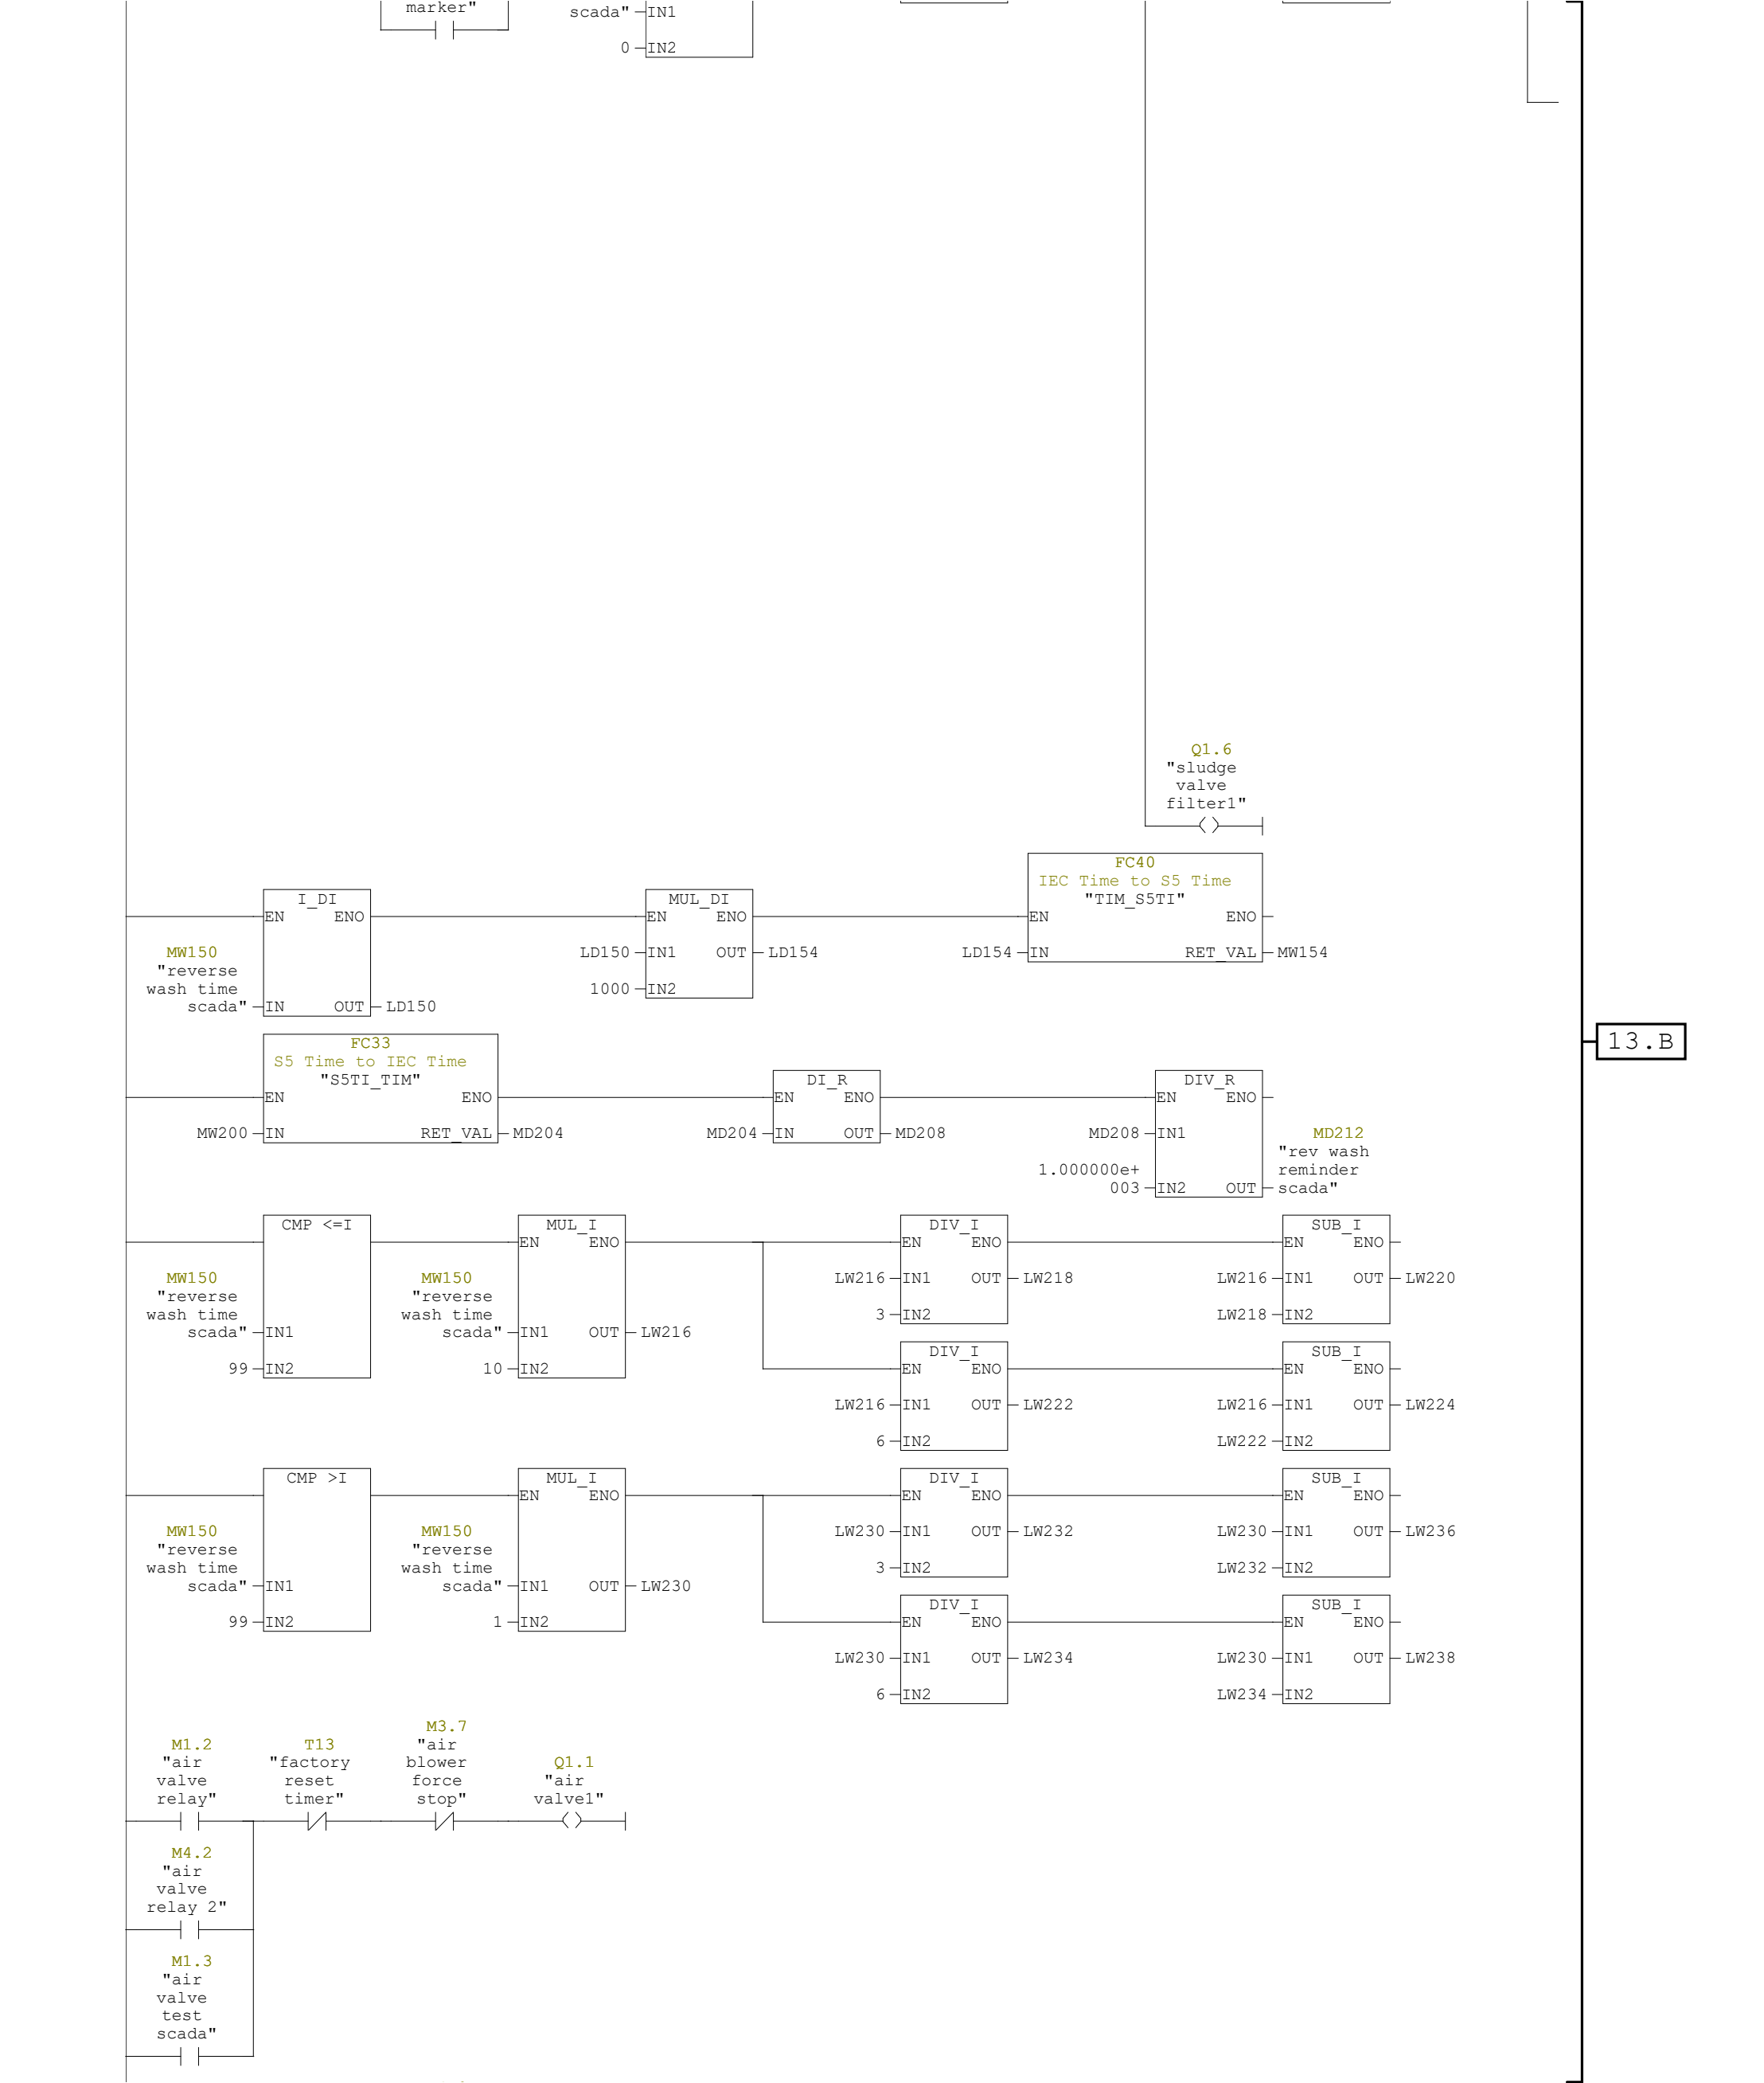 marker"
scada" IN1
0 IN2
Q1.6
"sludge
valve
filter1"
I_DI
EN ENO
MW150
"reverse
wash time
scada" IN OUT LD150
MUL_DI
EN ENO
LD150 IN1 OUT LD154
1000 IN2
FC40
IEC Time to S5 Time
"TIM_S5TI"
EN ENO
LD154 IN RET_VAL MW154
13.B
FC33
S5 Time to IEC Time
"S5TI_TIM"
EN ENO
MW200 IN RET_VAL MD204
DI_R
EN ENO
MD204 IN OUT MD208
DIV_R
EN ENO
MD208 IN1
1.000000e+
003 IN2 OUT
MD212
"rev wash
reminder
scada"
CMP <=I
MW150
"reverse
wash time
scada" IN1
99 IN2
MUL_I
EN ENO
MW150
"reverse
wash time
scada" IN1 OUT LW216
10 IN2
DIV_I
EN ENO
LW216 IN1 OUT LW218
3 IN2
SUB_I
EN ENO
LW216 IN1 OUT LW220
LW218 IN2
DIV_I
EN ENO
LW216 IN1 OUT LW222
6 IN2
SUB_I
EN ENO
LW216 IN1 OUT LW224
LW222 IN2
CMP >I
MW150
"reverse
wash time
scada" IN1
99 IN2
MUL_I
EN ENO
MW150
"reverse
wash time
scada" IN1 OUT LW230
1 IN2
DIV_I
EN ENO
LW230 IN1 OUT LW232
3 IN2
SUB_I
EN ENO
LW230 IN1 OUT LW236
LW232 IN2
DIV_I
EN ENO
LW230 IN1 OUT LW234
6 IN2
SUB_I
EN ENO
LW230 IN1 OUT LW238
LW234 IN2
M1.2
"air
valve
relay"
T13
"factory
reset
timer"
M3.7
"air
blower
force
stop"
Q1.1
"air
valve1"
M4.2
"air
valve
relay 2"
M1.3
"air
valve
test
scada"